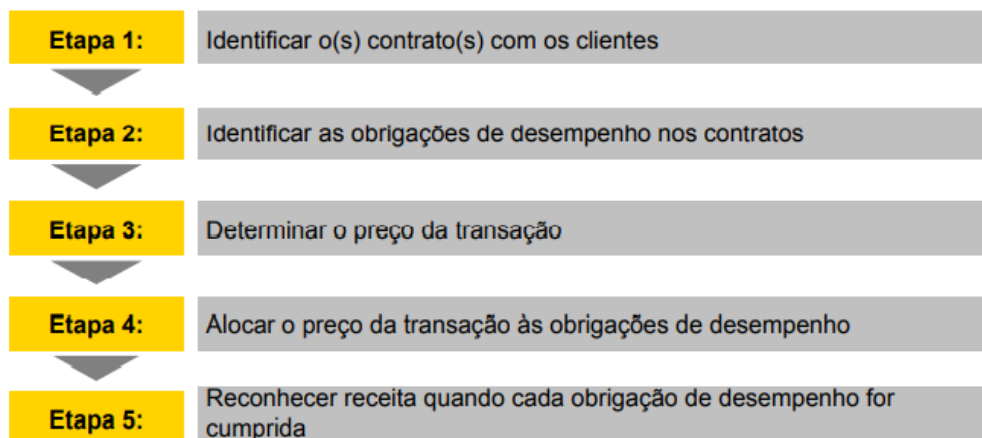 Etapa 1: Identificar o(s) contrato(s) com os clientes
Etapa 2: Identificar as obrigações de desempenho nos contratos
Etapa 3: Determinar o preço da transação
Etapa 4: Alocar o preço da transação às obrigações de desempenho
Etapa 5: Reconhecer receita quando cada obrigação de desempenho for
cumprida